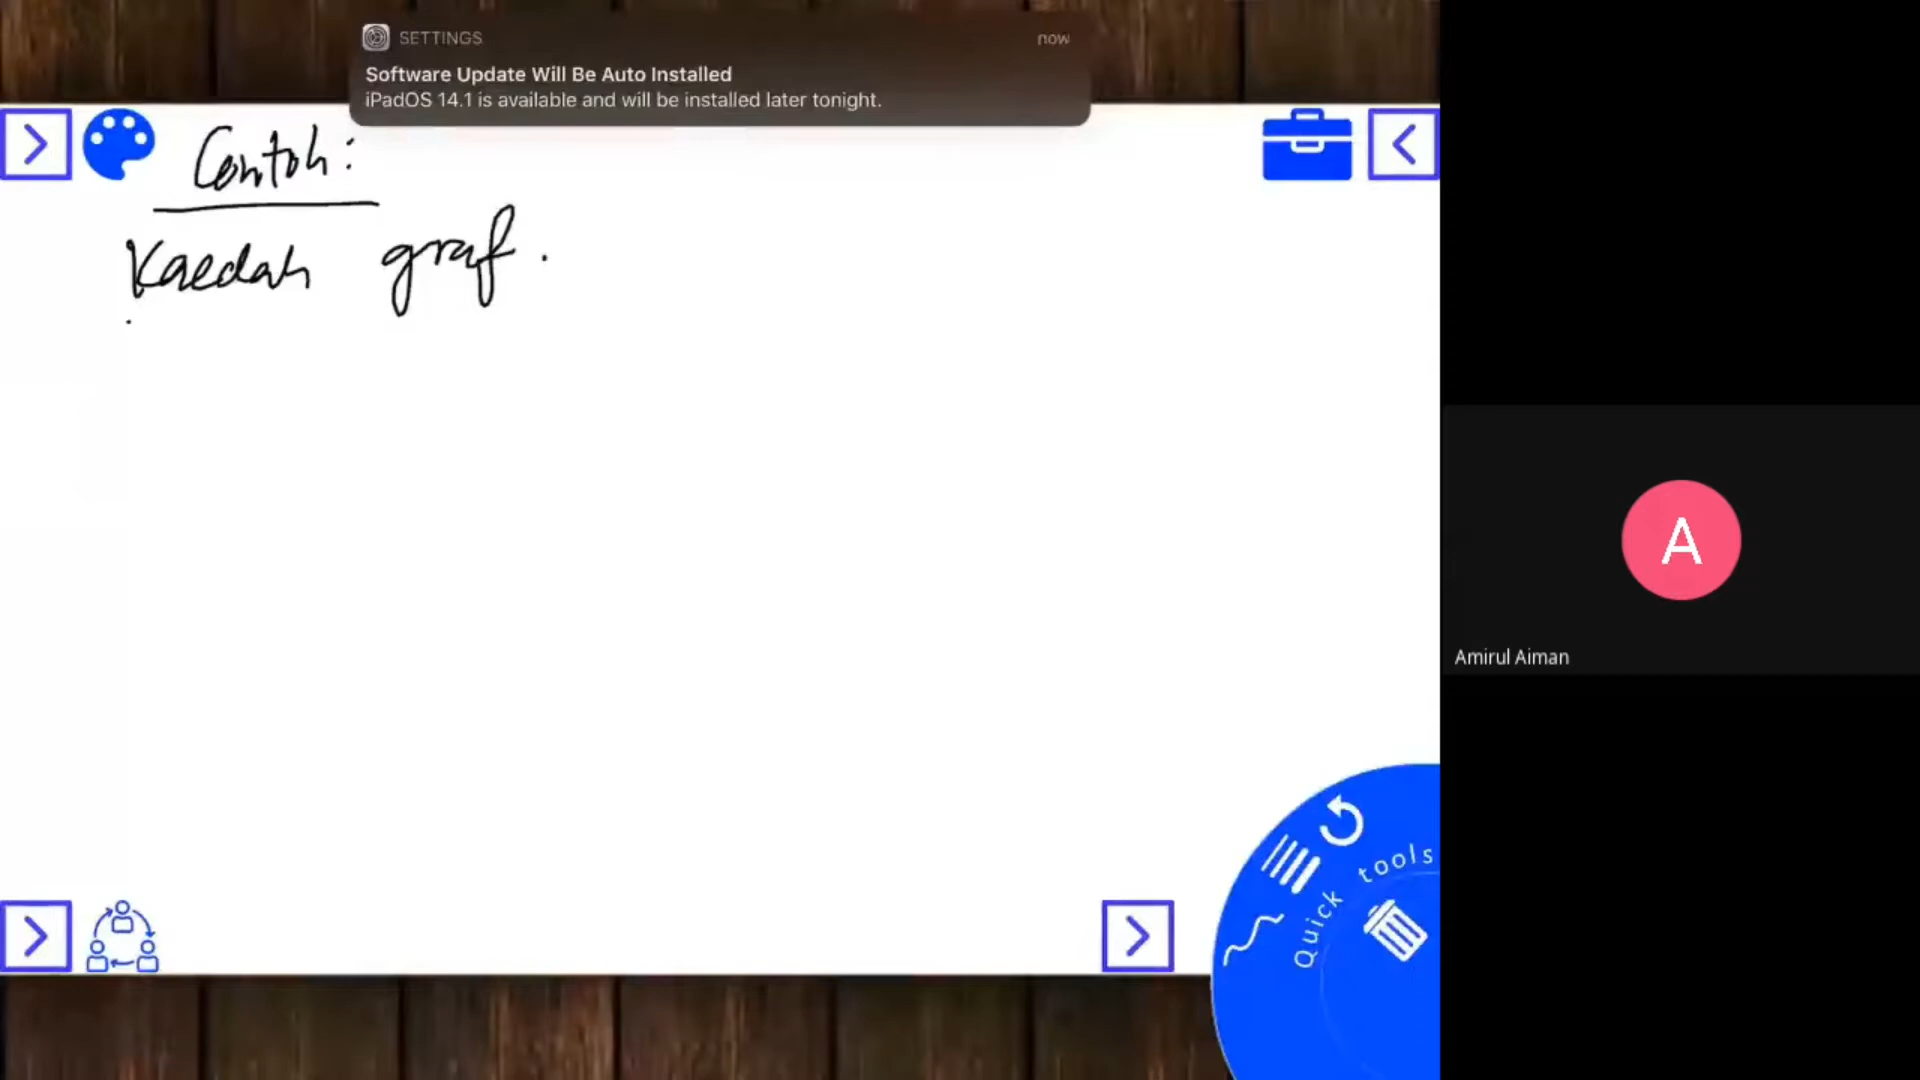 SETTINGS
now
Software Update Will Be Auto Installed
iPadOS 14.1 is available and will be installed later tonight.
Contoh:
Kaedah graf.
A
Amirul Aiman
Quick tools